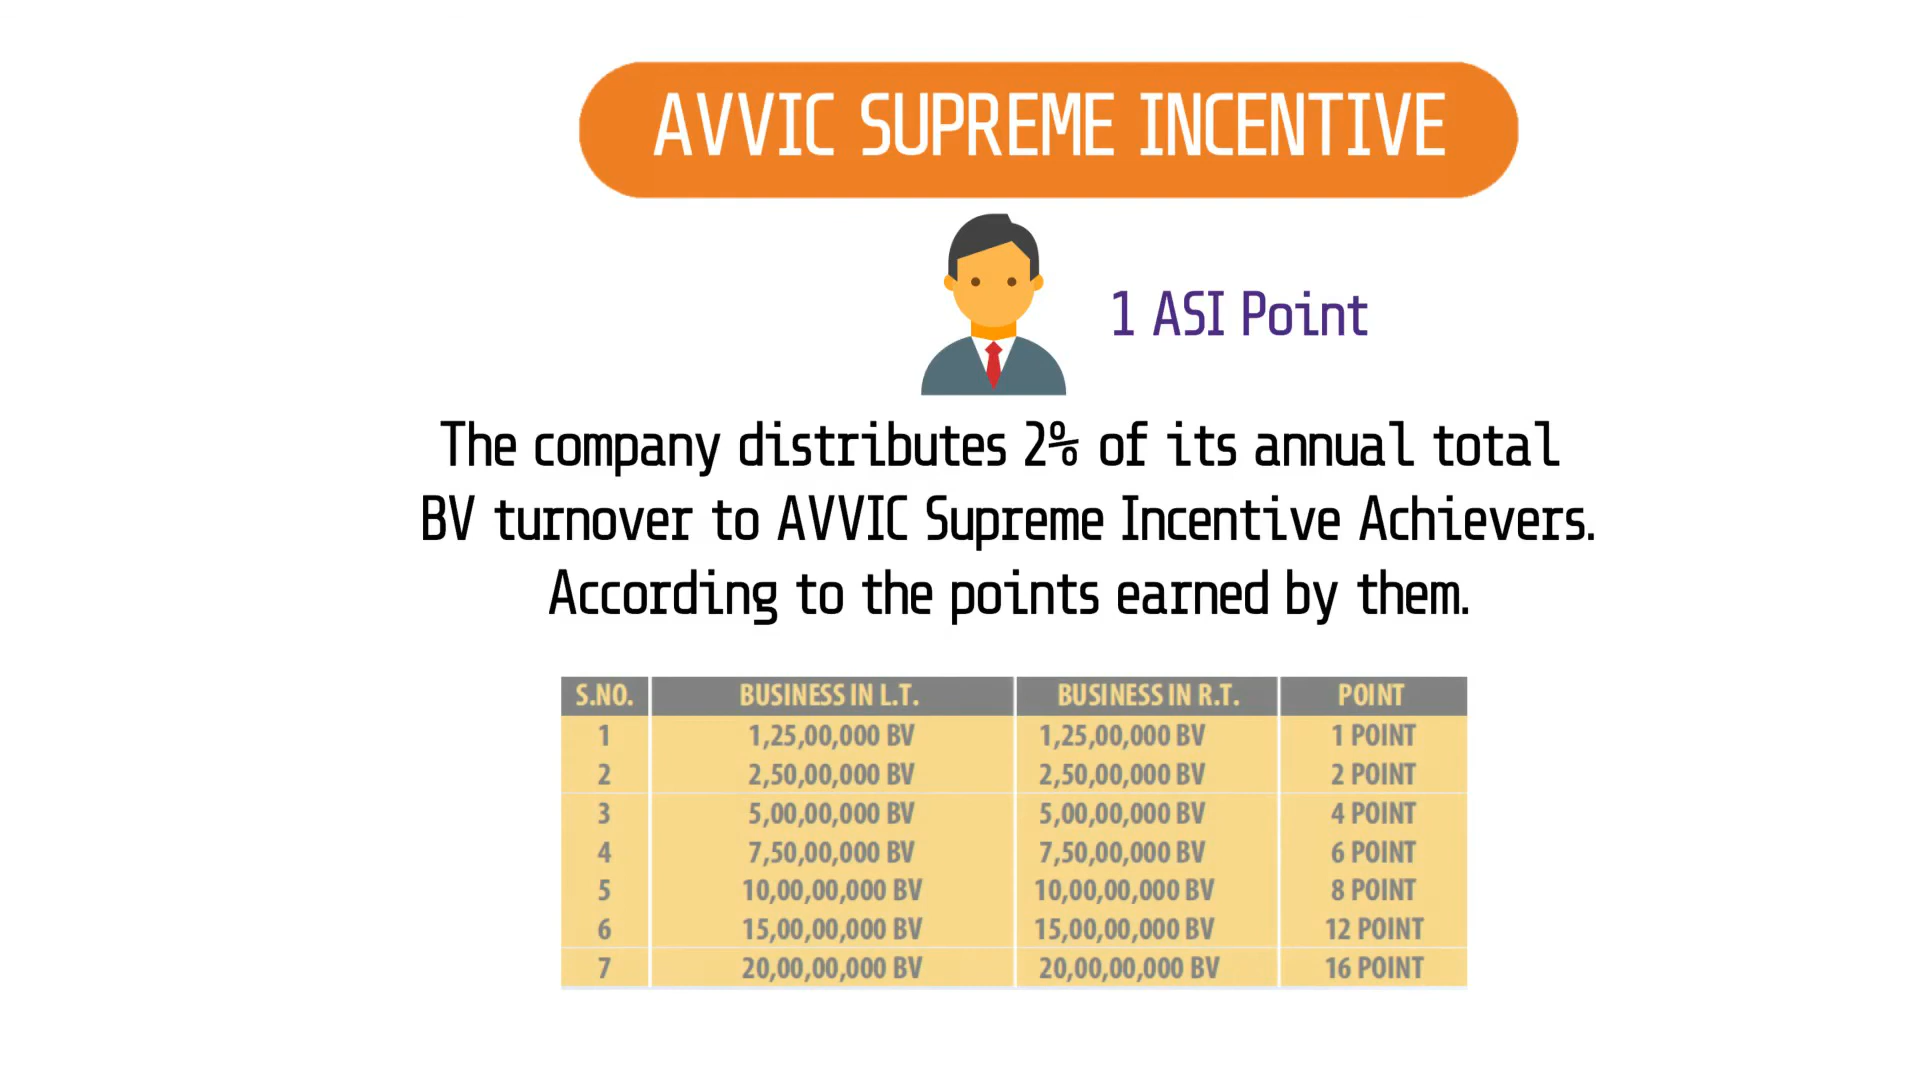 AVVIC SUPREME INCENTIVE
1 ASI Point
The company distributes 2% of its annual total
BV turnover to AVVIC Supreme Incentive Achievers.
According to the points earned by them.
S.NO. BUSINESS IN L.T. BUSINESS IN R.T. POINT
1 1,25,00,000 BV 1,25,00,000 BV 1 POINT
2 2,50,00,000 BV 2,50,00,000 BV 2 POINT
3 5,00,00,000 BV 5,00,00,000 BV 4 POINT
4 7,50,00,000 BV 7,50,00,000 BV 6 POINT
5 10,00,00,000 BV 10,00,00,000 BV 8 POINT
6 15,00,00,000 BV 15,00,00,000 BV 12 POINT
7 20,00,00,000 BV 20,00,00,000 BV 16 POINT